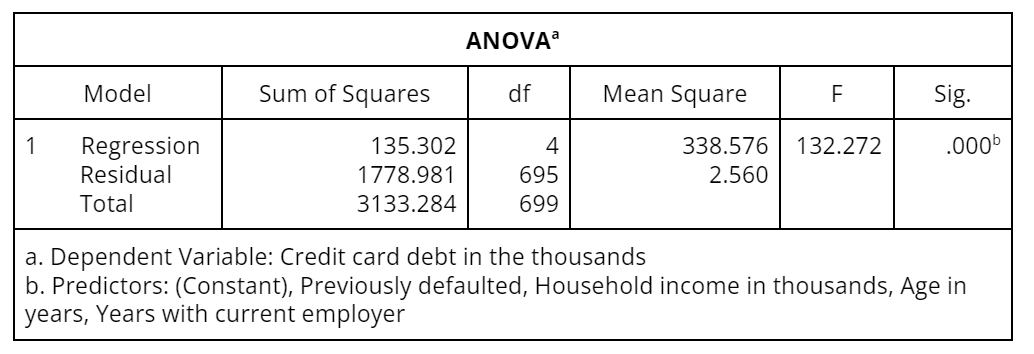 ANOVAᵃ
Model Sum of Squares df Mean Square F Sig.
1 Regression 135.302 4 338.576 132.272 .000ᵇ
Residual 1778.981 695 2.560
Total 3133.284 699
a. Dependent Variable: Credit card debt in the thousands
b. Predictors: (Constant), Previously defaulted, Household income in thousands, Age in
years, Years with current employer